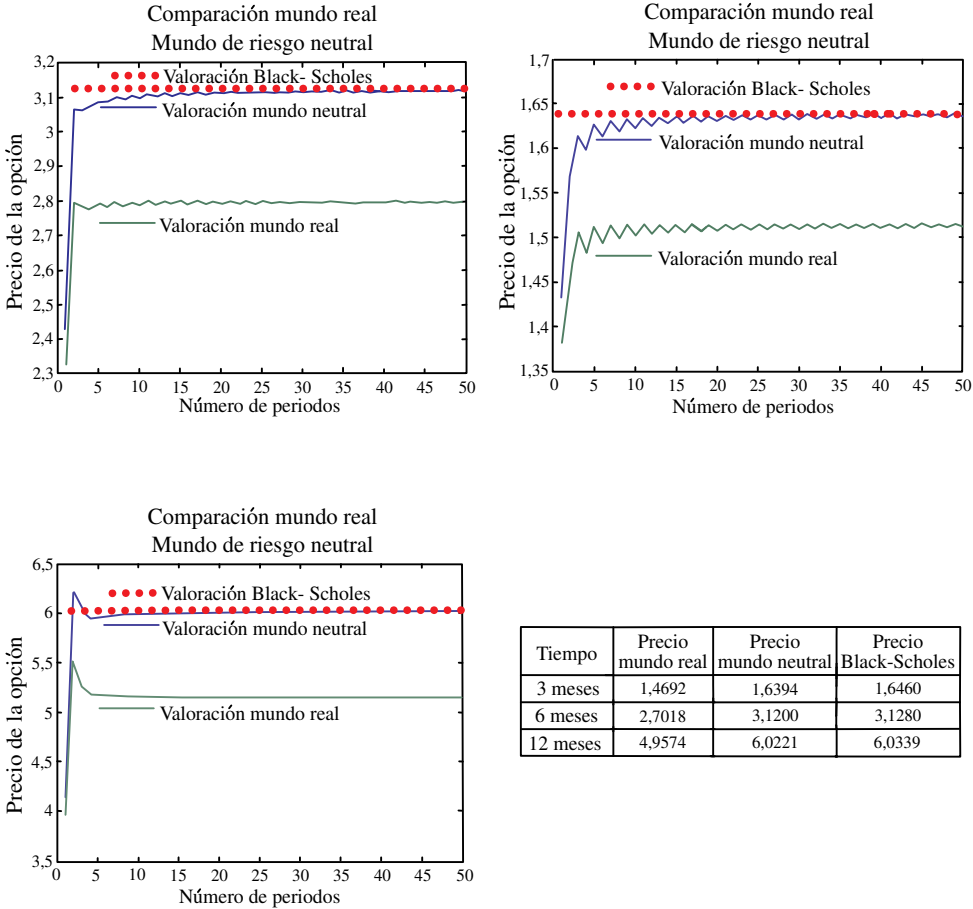 Comparación mundo real
Mundo de riesgo neutral
Precio de la opción
3,2
3,1
3
2,9
2,8
2,7
2,6
2,5
2,4
2,3
Valoración Black- Scholes
Valoración mundo neutral
Valoración mundo real
0 5 10 15 20 25 30 35 40 45 50
Número de periodos
Comparación mundo real
Mundo de riesgo neutral
Precio de la opción
1,7
1,65
1,6
1,55
1,5
1,45
1,4
1,35
Valoración Black- Scholes
Valoración mundo neutral
Valoración mundo real
0 5 10 15 20 25 30 35 40 45 50
Número de periodos
Comparación mundo real
Mundo de riesgo neutral
Precio de la opción
6,5
6
5,5
5
4,5
4
3,5
Valoración Black- Scholes
Valoración mundo neutral
Valoración mundo real
0 5 10 15 20 25 30 35 40 45 50
Número de periodos
Tiempo Precio mundo real Precio mundo neutral Precio Black-Scholes
3 meses 1,4692 1,6394 1,6460
6 meses 2,7018 3,1200 3,1280
12 meses 4,9574 6,0221 6,0339